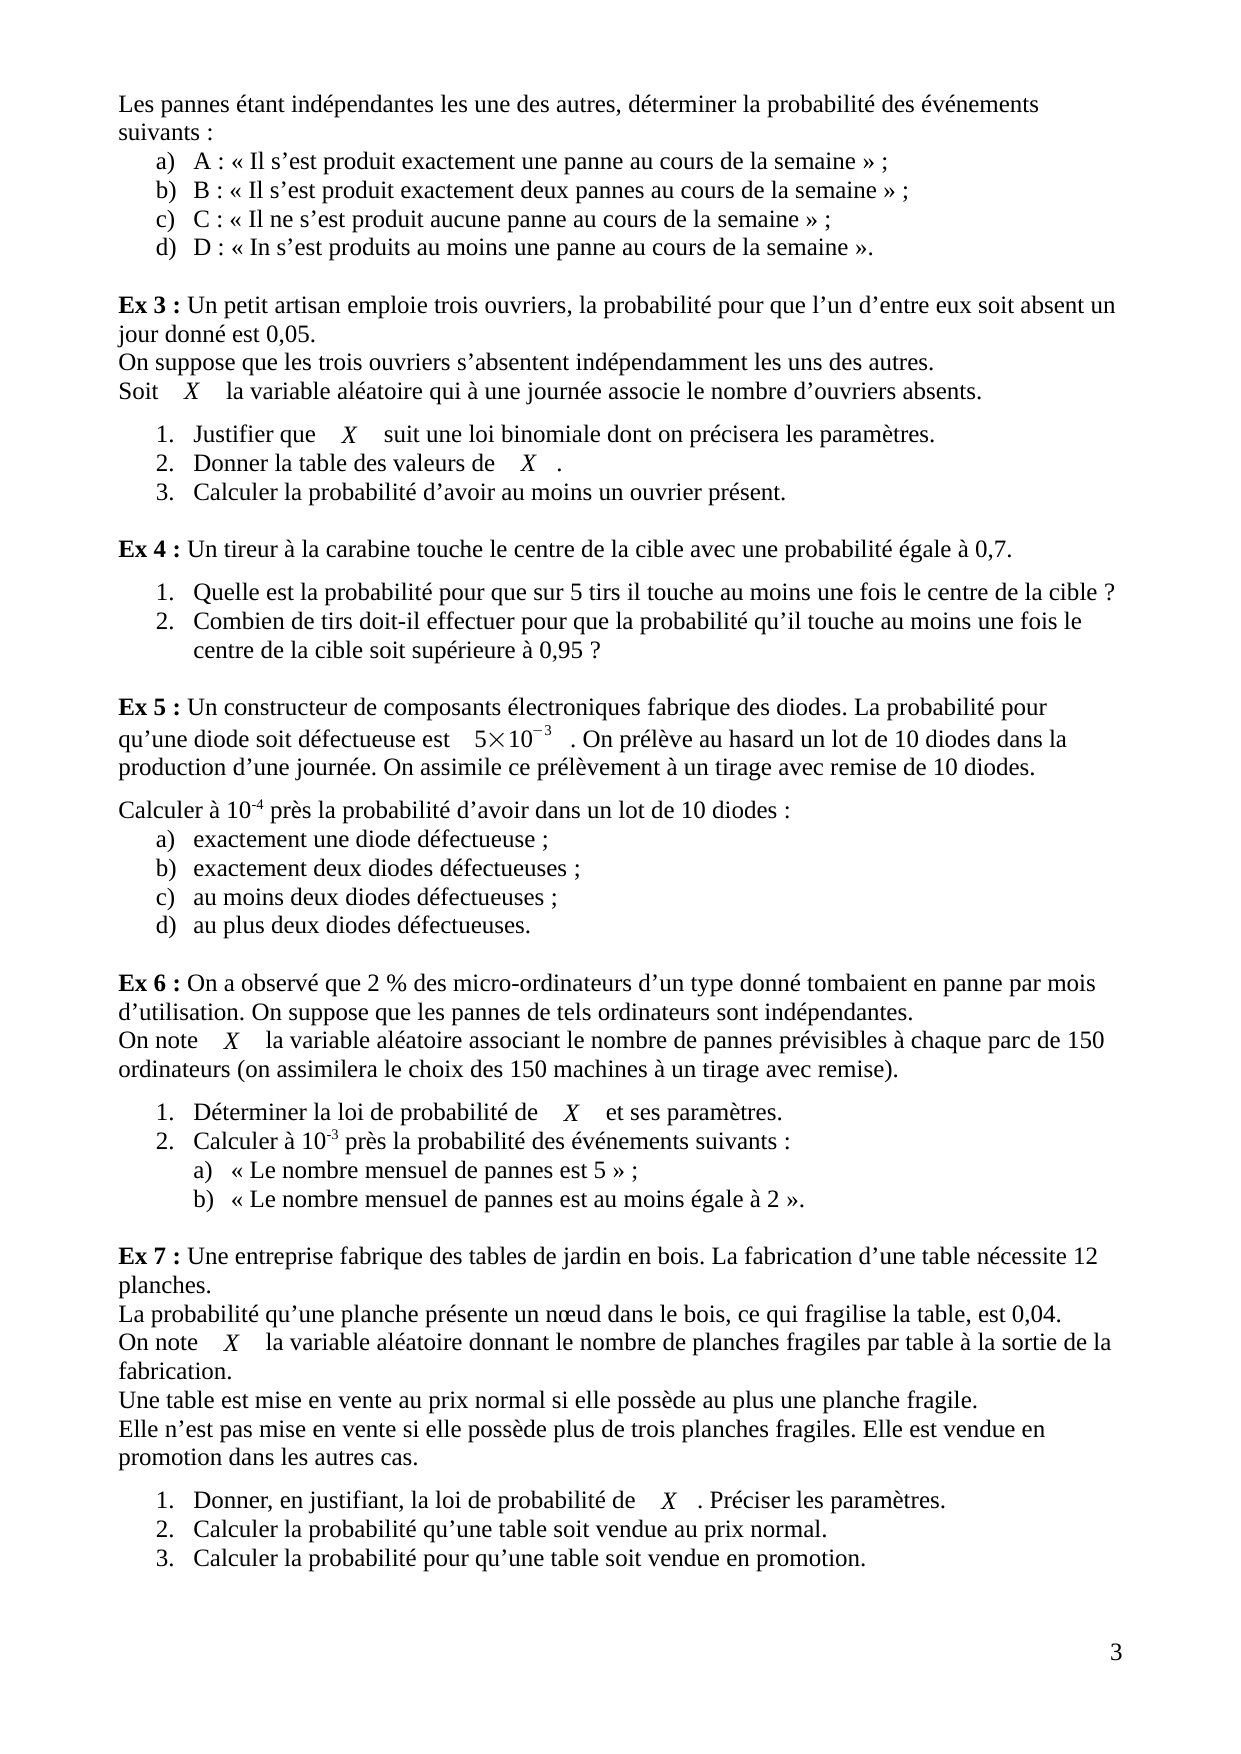 Les pannes étant indépendantes les une des autres, déterminer la probabilité des événements
suivants :
a) A : « Il s’est produit exactement une panne au cours de la semaine » ;
b) B : « Il s’est produit exactement deux pannes au cours de la semaine » ;
c) C : « Il ne s’est produit aucune panne au cours de la semaine » ;
d) D : « In s’est produits au moins une panne au cours de la semaine ».
Ex 3 : Un petit artisan emploie trois ouvriers, la probabilité pour que l’un d’entre eux soit absent un
jour donné est 0,05.
On suppose que les trois ouvriers s’absentent indépendamment les uns des autres.
Soit X la variable aléatoire qui à une journée associe le nombre d’ouvriers absents.
1. Justifier que X suit une loi binomiale dont on précisera les paramètres.
2. Donner la table des valeurs de X .
3. Calculer la probabilité d’avoir au moins un ouvrier présent.
Ex 4 : Un tireur à la carabine touche le centre de la cible avec une probabilité égale à 0,7.
1. Quelle est la probabilité pour que sur 5 tirs il touche au moins une fois le centre de la cible ?
2. Combien de tirs doit-il effectuer pour que la probabilité qu’il touche au moins une fois le
centre de la cible soit supérieure à 0,95 ?
Ex 5 : Un constructeur de composants électroniques fabrique des diodes. La probabilité pour
qu’une diode soit défectueuse est 5×10⁻³ . On prélève au hasard un lot de 10 diodes dans la
production d’une journée. On assimile ce prélèvement à un tirage avec remise de 10 diodes.
Calculer à 10⁻⁴ près la probabilité d’avoir dans un lot de 10 diodes :
a) exactement une diode défectueuse ;
b) exactement deux diodes défectueuses ;
c) au moins deux diodes défectueuses ;
d) au plus deux diodes défectueuses.
Ex 6 : On a observé que 2 % des micro-ordinateurs d’un type donné tombaient en panne par mois
d’utilisation. On suppose que les pannes de tels ordinateurs sont indépendantes.
On note X la variable aléatoire associant le nombre de pannes prévisibles à chaque parc de 150
ordinateurs (on assimilera le choix des 150 machines à un tirage avec remise).
1. Déterminer la loi de probabilité de X et ses paramètres.
2. Calculer à 10⁻³ près la probabilité des événements suivants :
a) « Le nombre mensuel de pannes est 5 » ;
b) « Le nombre mensuel de pannes est au moins égale à 2 ».
Ex 7 : Une entreprise fabrique des tables de jardin en bois. La fabrication d’une table nécessite 12
planches.
La probabilité qu’une planche présente un nœud dans le bois, ce qui fragilise la table, est 0,04.
On note X la variable aléatoire donnant le nombre de planches fragiles par table à la sortie de la
fabrication.
Une table est mise en vente au prix normal si elle possède au plus une planche fragile.
Elle n’est pas mise en vente si elle possède plus de trois planches fragiles. Elle est vendue en
promotion dans les autres cas.
1. Donner, en justifiant, la loi de probabilité de X . Préciser les paramètres.
2. Calculer la probabilité qu’une table soit vendue au prix normal.
3. Calculer la probabilité pour qu’une table soit vendue en promotion.
3